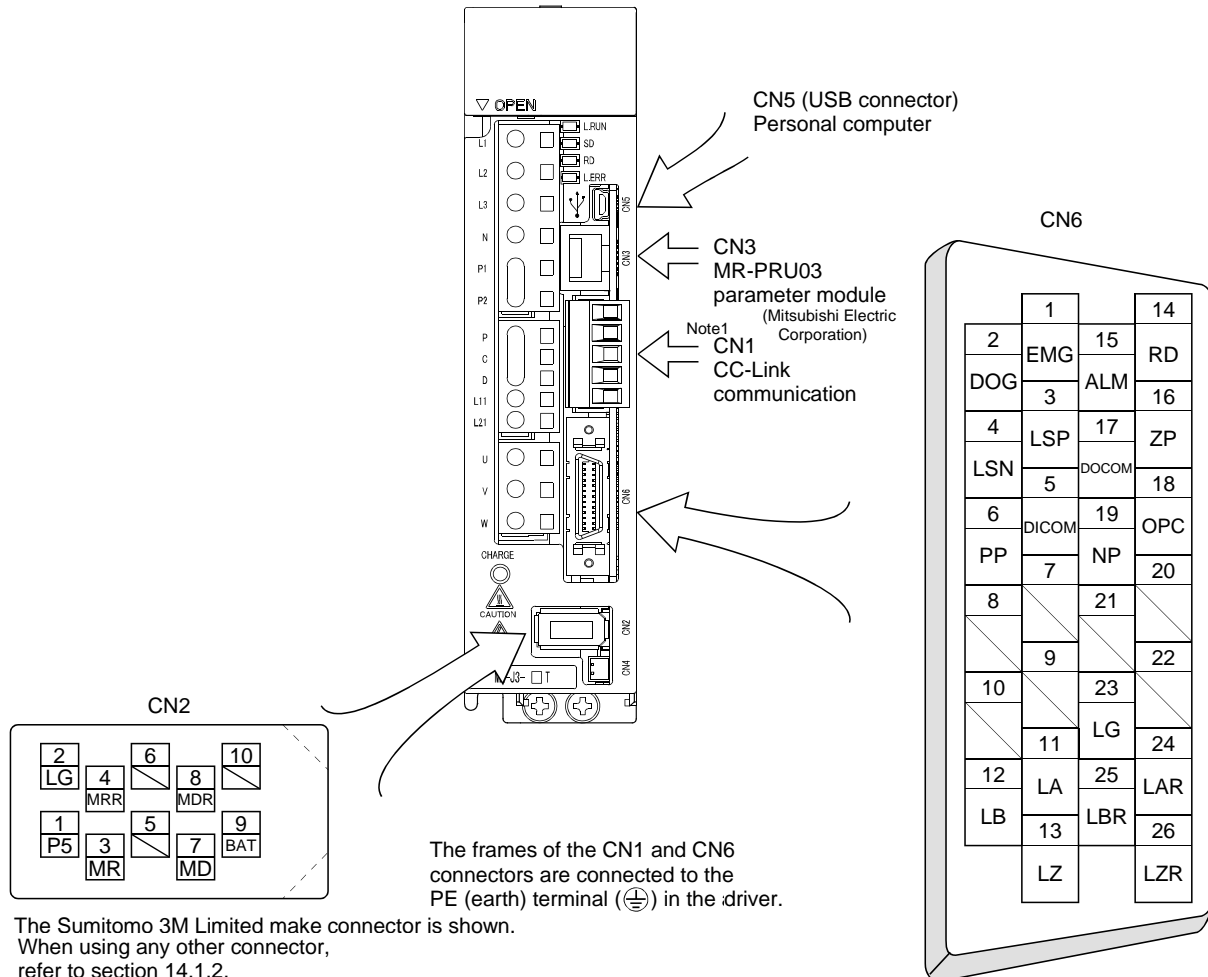 ▽ OPEN
L1
L2
L3
N
P1
P2
P
C
D
L11
L21
U
V
W
L.RUN
SD
RD
L.ERR
CN5
CN3
CN6
CN2
CN4
CHARGE
CAUTION
-J3- □ T
CN5 (USB connector)
Personal computer
CN3
MR-PRU03
parameter module
(Mitsubishi Electric
Corporation)
Note1
CN1
CC-Link
communication
CN6
1 14
2 EMG 15 RD
DOG 3 ALM 16
4 LSP 17 ZP
LSN 5 DOCOM 18
6 DICOM 19 OPC
PP 7 NP 20
8 21
9 22
10 23
11 LG 24
12 LA 25 LAR
LB 13 LBR 26
LZ LZR
CN2
2 6 10
LG 4 8
MRR MDR
1 5 9
P5 3 7 BAT
MR MD
The frames of the CN1 and CN6
connectors are connected to the
PE (earth) terminal ( ) in the driver.
The Sumitomo 3M Limited make connector is shown.
When using any other connector,
refer to section 14.1.2.